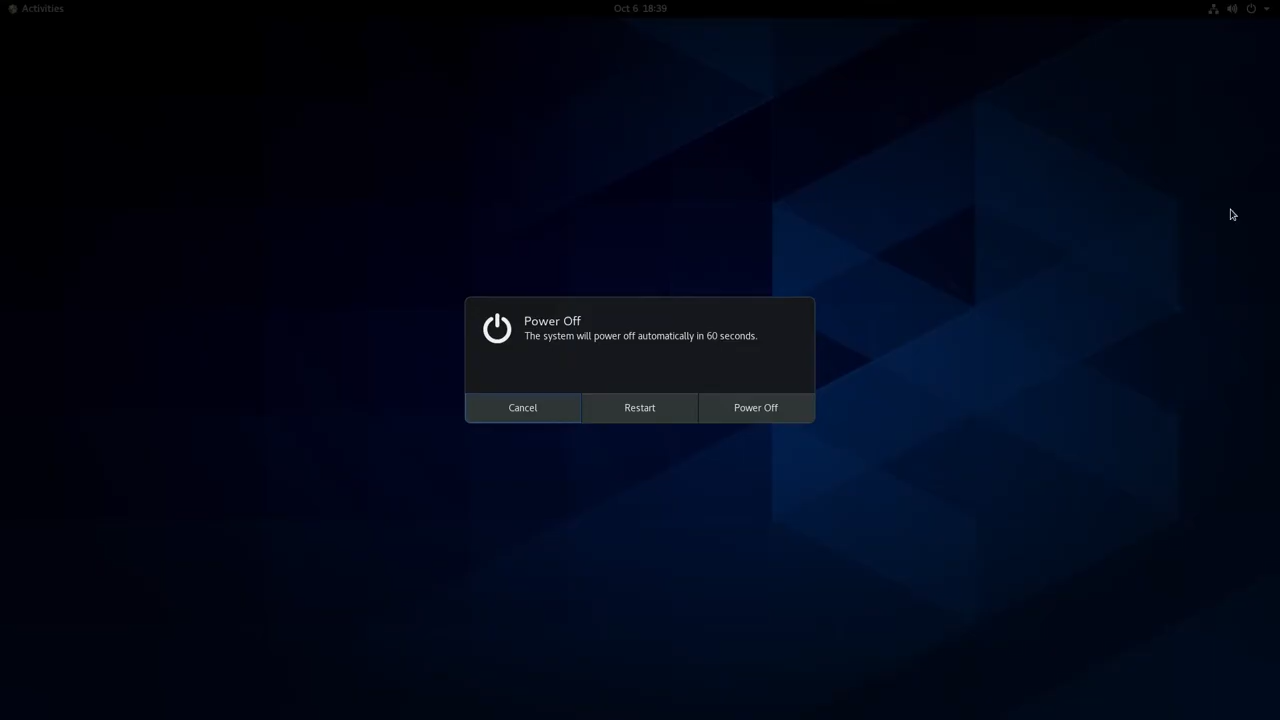 Activities
Oct 6 18:39
Power Off
The system will power off automatically in 60 seconds.
Cancel
Restart
Power Off